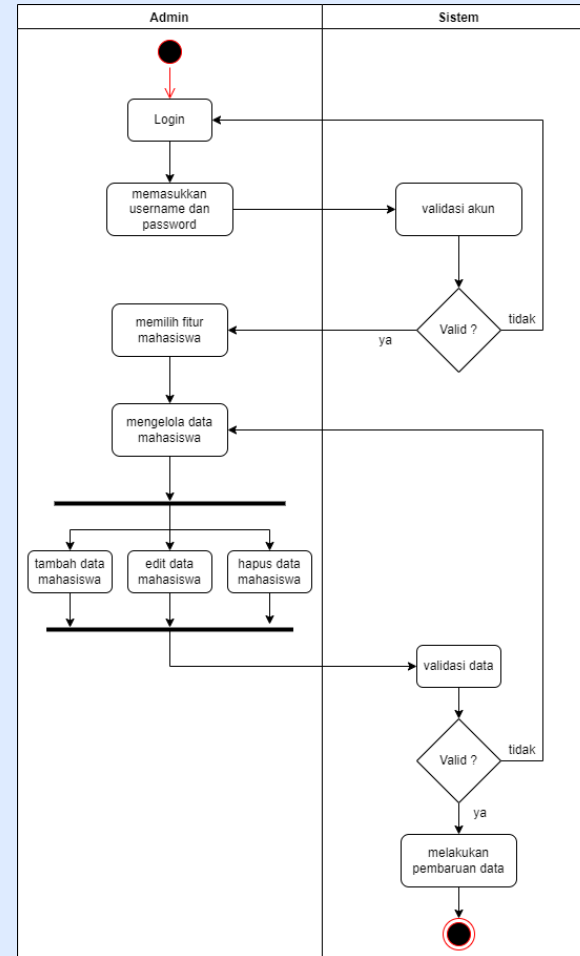 Admin
Sistem
Login
memasukkan
username dan
password
validasi akun
Valid ?
tidak
ya
memilih fitur
mahasiswa
mengelola data
mahasiswa
tambah data
mahasiswa
edit data
mahasiswa
hapus data
mahasiswa
validasi data
Valid ?
tidak
ya
melakukan
pembaruan data